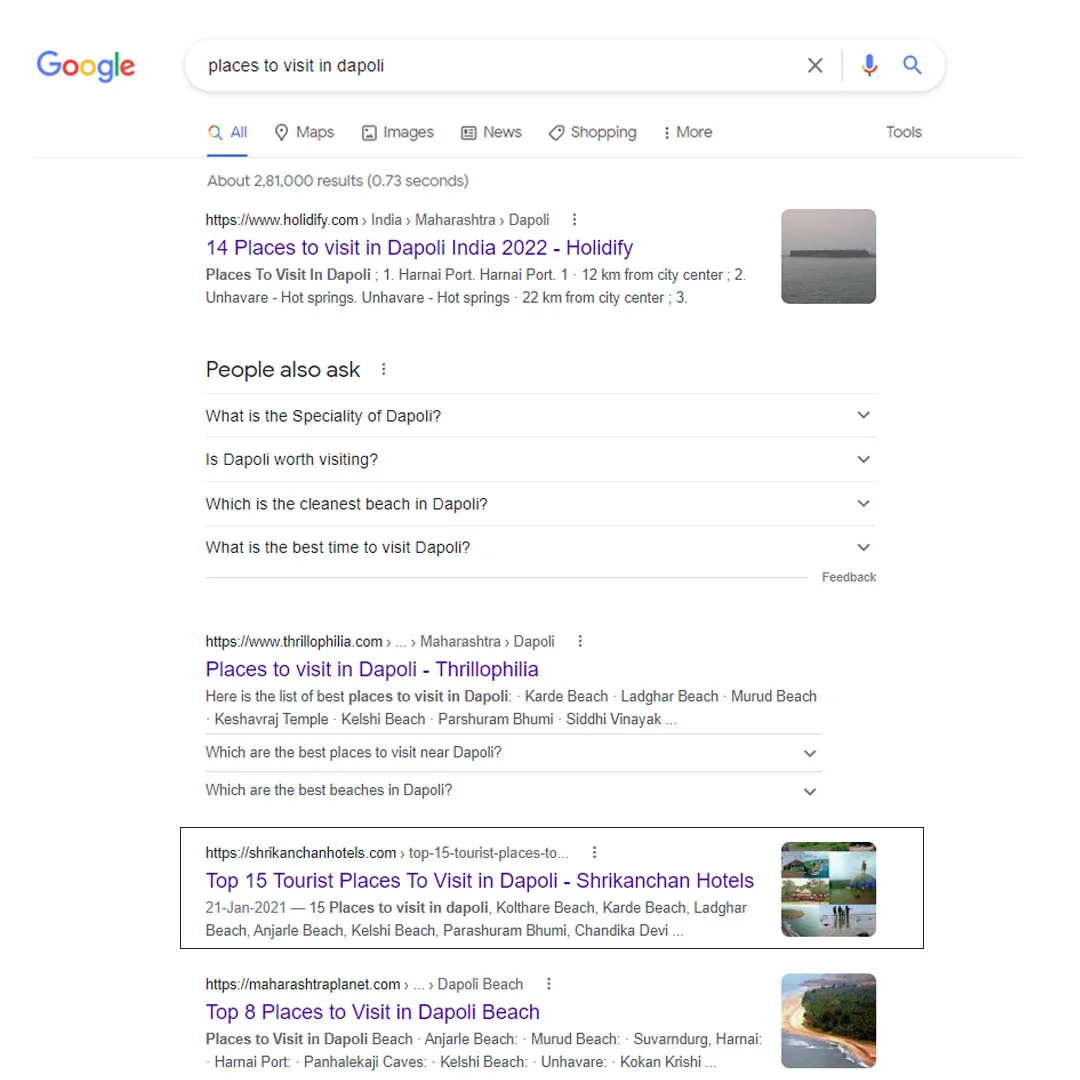 Google
places to visit in dapoli
All Maps Images News Shopping More Tools
About 2,81,000 results (0.73 seconds)
https://www.holidify.com › India › Maharashtra › Dapoli
14 Places to visit in Dapoli India 2022 - Holidify
Places To Visit In Dapoli ; 1. Harnai Port. Harnai Port. 1 · 12 km from city center ; 2.
Unhavare - Hot springs. Unhavare - Hot springs · 22 km from city center ; 3.
People also ask
What is the Speciality of Dapoli?
Is Dapoli worth visiting?
Which is the cleanest beach in Dapoli?
What is the best time to visit Dapoli?
Feedback
https://www.thrillophilia.com › ... › Maharashtra › Dapoli
Places to visit in Dapoli - Thrillophilia
Here is the list of best places to visit in Dapoli: · Karde Beach · Ladghar Beach · Murud Beach
· Keshavraj Temple · Kelshi Beach · Parshuram Bhumi · Siddhi Vinayak ...
Which are the best places to visit near Dapoli?
Which are the best beaches in Dapoli?
https://shrikanchanhotels.com › top-15-tourist-places-to...
Top 15 Tourist Places To Visit in Dapoli - Shrikanchan Hotels
21-Jan-2021 — 15 Places to visit in dapoli, Kolthare Beach, Karde Beach, Ladghar
Beach, Anjarle Beach, Kelshi Beach, Parashuram Bhumi, Chandika Devi ...
https://maharashtraplanet.com › ... › Dapoli Beach
Top 8 Places to Visit in Dapoli Beach
Places to Visit in Dapoli Beach · Anjarle Beach: · Murud Beach: · Suvarndurg, Harnai:
· Harnai Port: · Panhalekaji Caves: · Kelshi Beach: · Unhavare: · Kokan Krishi ...